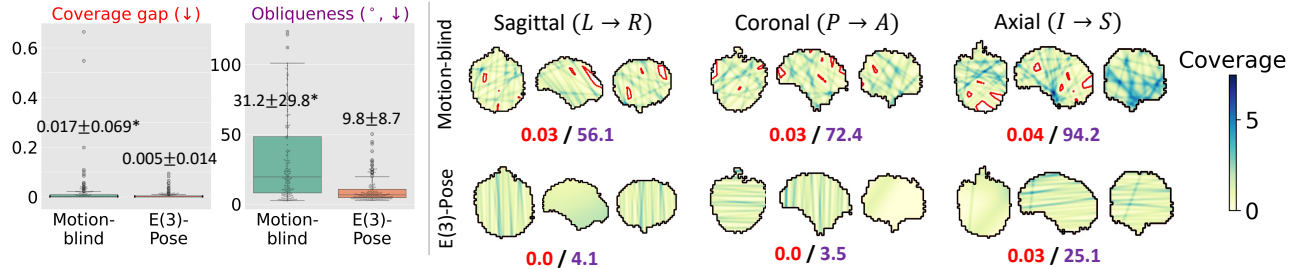 Coverage gap (↓)
0.6
0.4
0.2
0
0.017±0.069*
0.005±0.014
Motion-
blind
E(3)-
Pose
Obliqueness (°, ↓)
100
50
0
31.2±29.8*
9.8±8.7
Motion-
blind
E(3)-
Pose
Sagittal (L → R)
Coronal (P → A)
Axial (I → S)
Motion-blind
0.03 / 56.1
0.03 / 72.4
0.04 / 94.2
E(3)-Pose
0.0 / 4.1
0.0 / 3.5
0.03 / 25.1
Coverage
5
0